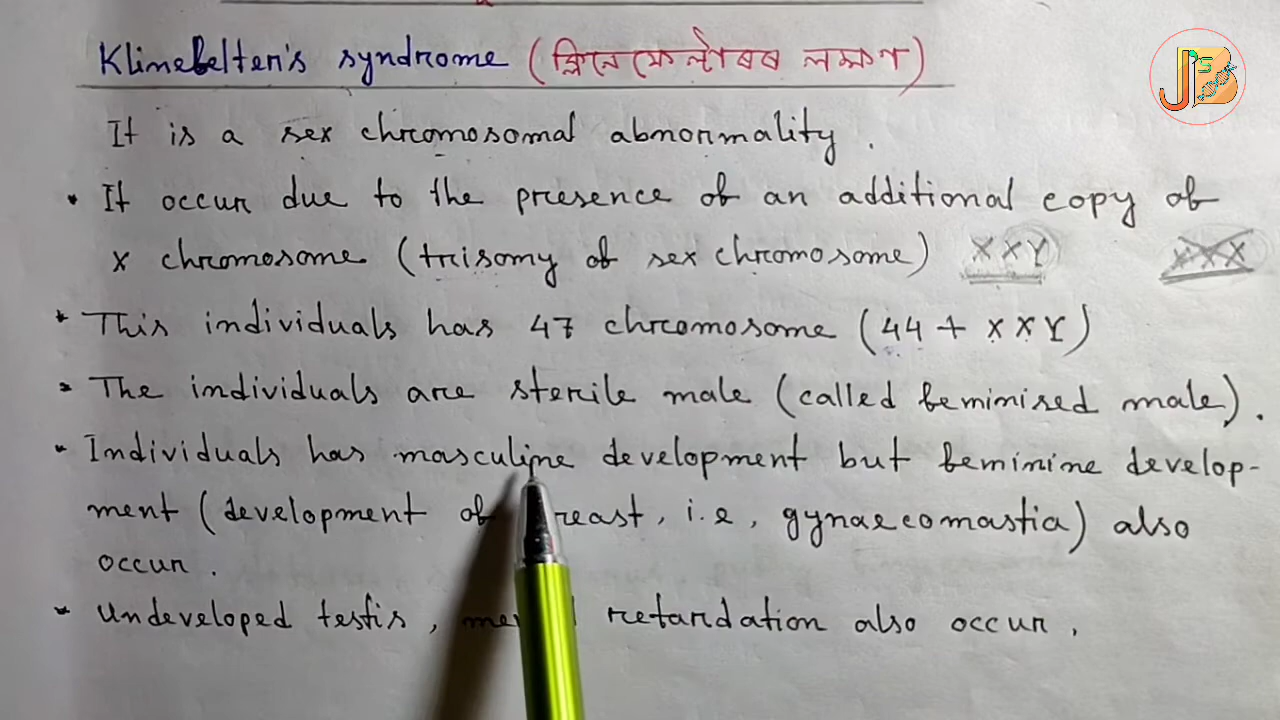 Klinefelter's syndrome (ক্লিনেফেল্টাৰৰ লক্ষণ)
JB's
It is a sex chromosomal abnormality.
* It occur due to the presence of an additional copy of
X chromosome (trisomy of sex chromosome) XXY XXX
* This individuals has 47 chromosome (44 + XXY)
* The individuals are sterile male (called feminised male).
* Individuals has masculine development but feminine develop-
ment (development of breast, i.e, gynaecomastia) also
occur.
* Undeveloped testis, retardation also occur.